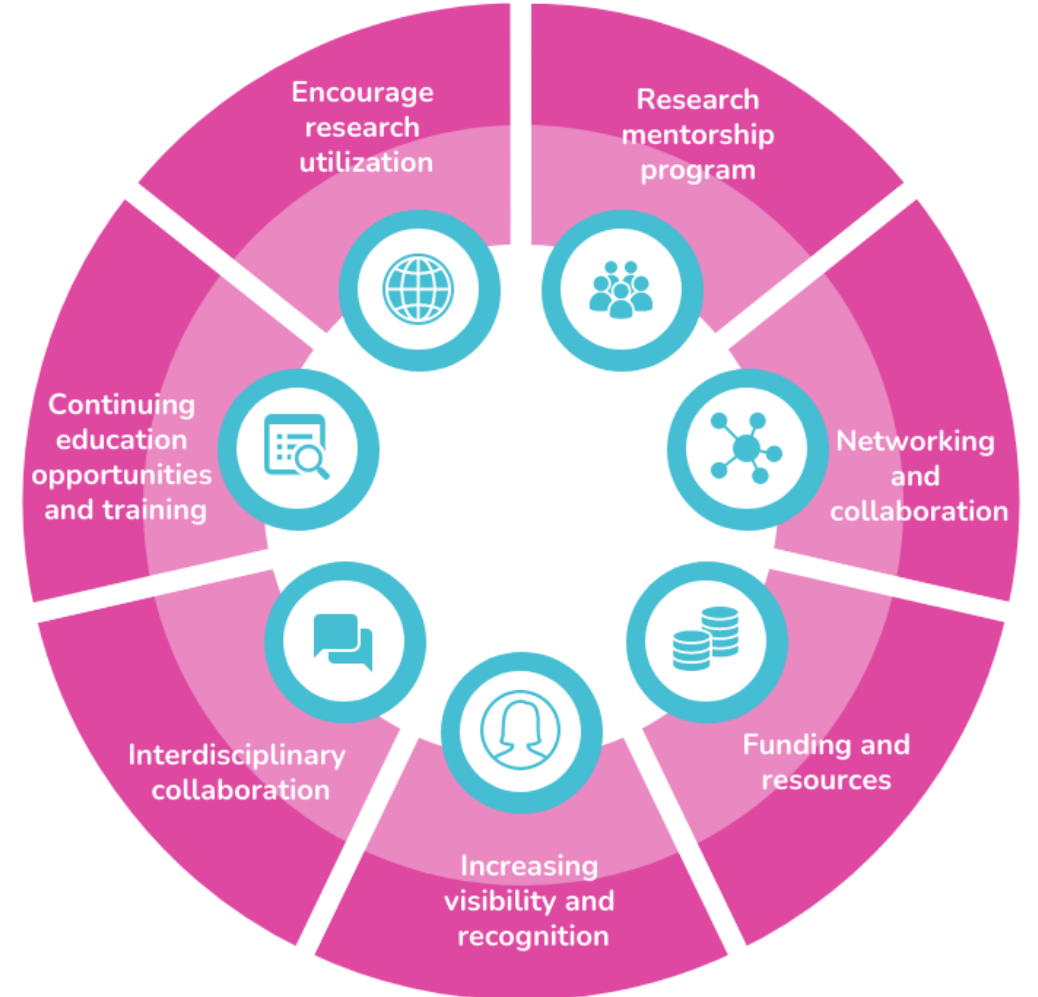 Encourage
research
utilization
Research
mentorship
program
Networking
and
collaboration
Funding and
resources
Increasing
visibility and
recognition
Interdisciplinary
collaboration
Continuing
education
opportunities
and training